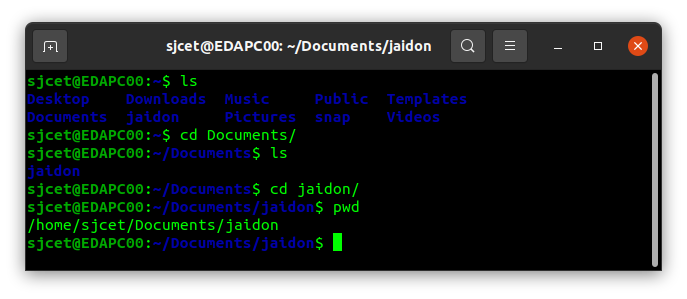 sjcet@EDAPC00: ~/Documents/jaidon
sjcet@EDAPC00:~$ ls
Desktop    Downloads  Music     Public  Templates
Documents  jaidon     Pictures  snap    Videos
sjcet@EDAPC00:~$ cd Documents/
sjcet@EDAPC00:~/Documents$ ls
jaidon
sjcet@EDAPC00:~/Documents$ cd jaidon/
sjcet@EDAPC00:~/Documents/jaidon$ pwd
/home/sjcet/Documents/jaidon
sjcet@EDAPC00:~/Documents/jaidon$